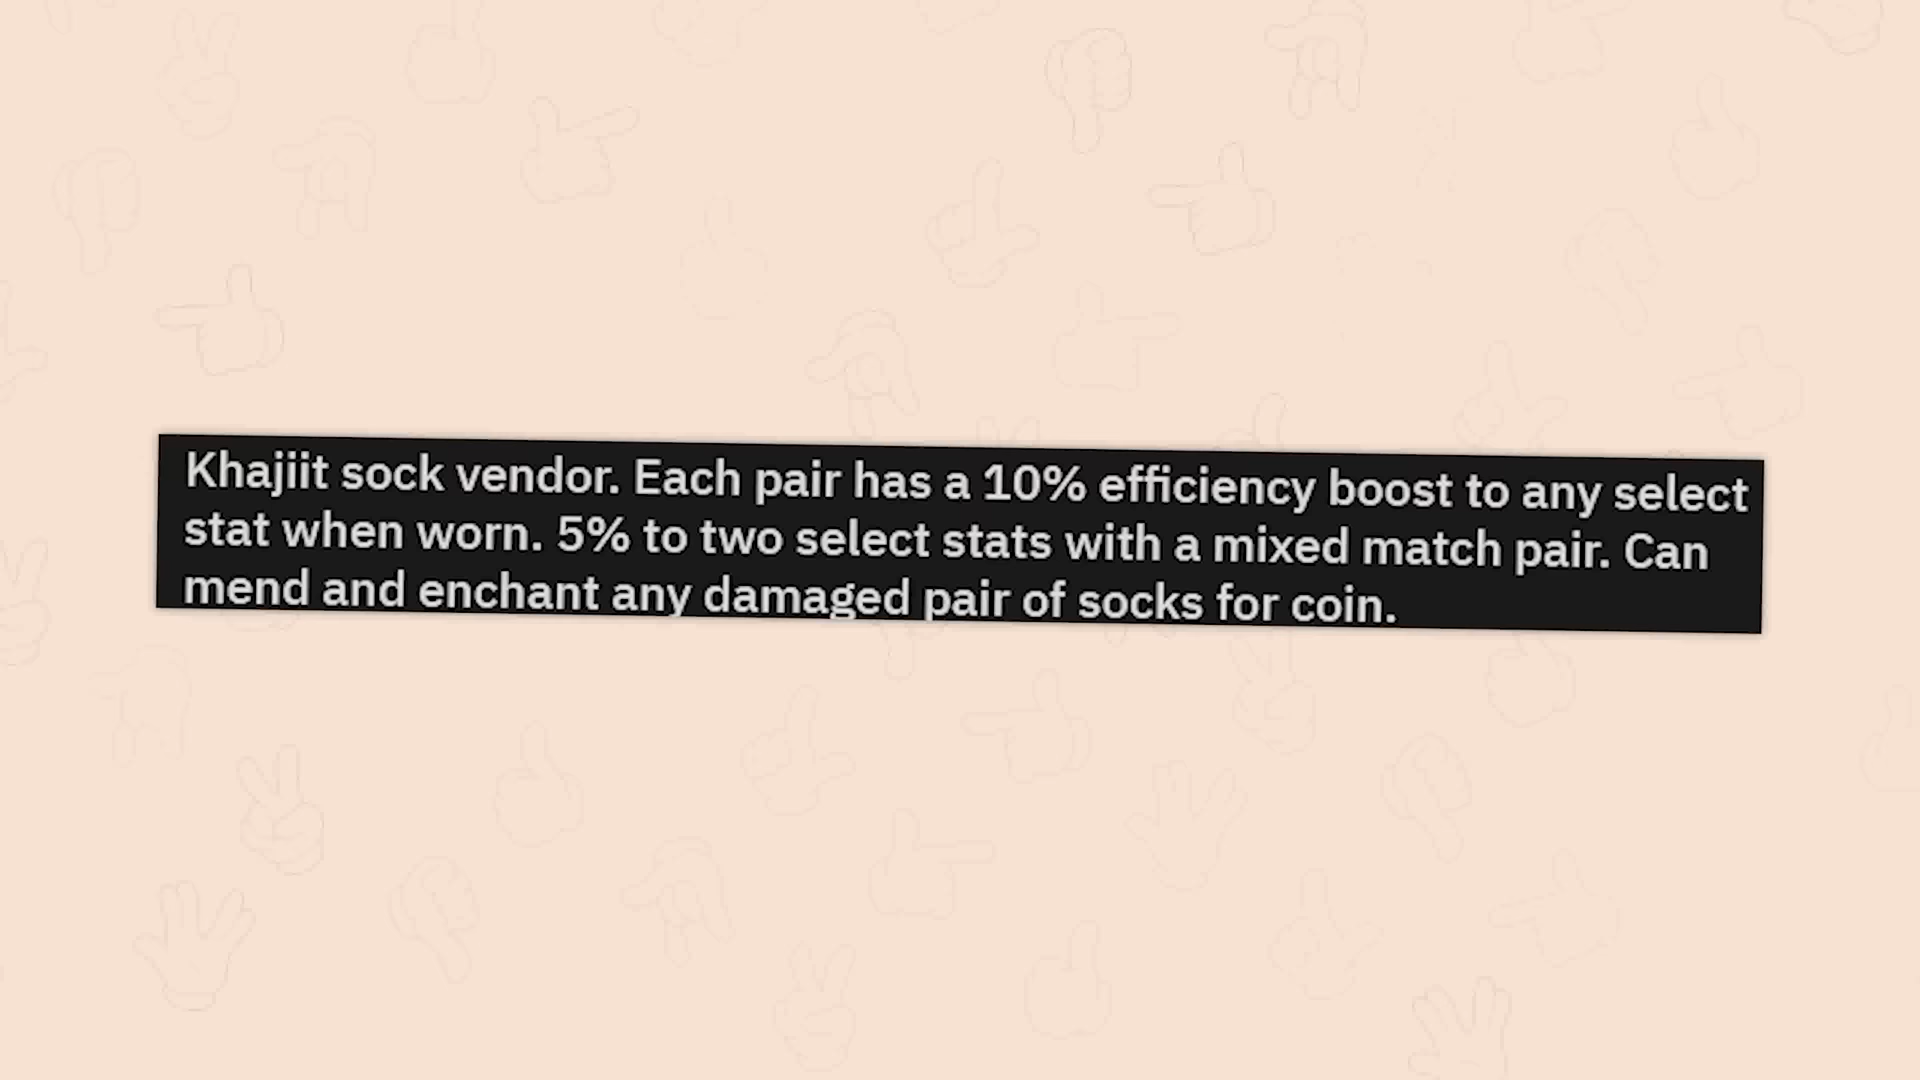 Khajiit sock vendor. Each pair has a 10% efficiency boost to any select
stat when worn. 5% to two select stats with a mixed match pair. Can
mend and enchant any damaged pair of socks for coin.